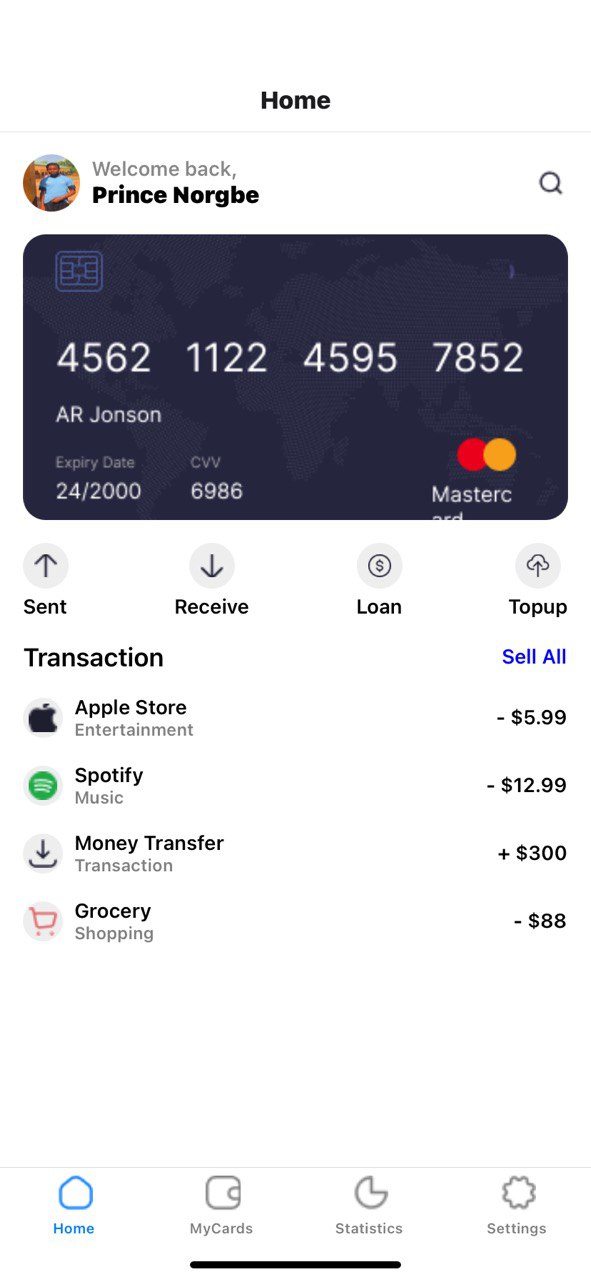 Home
Welcome back,
Prince Norgbe
4562 1122 4595 7852
AR Jonson
Expiry Date CVV
24/2000 6986
Masterc
ard
Sent Receive Loan Topup
Transaction Sell All
Apple Store
Entertainment
- $5.99
Spotify
Music
- $12.99
Money Transfer
Transaction
+ $300
Grocery
Shopping
- $88
Home MyCards Statistics Settings